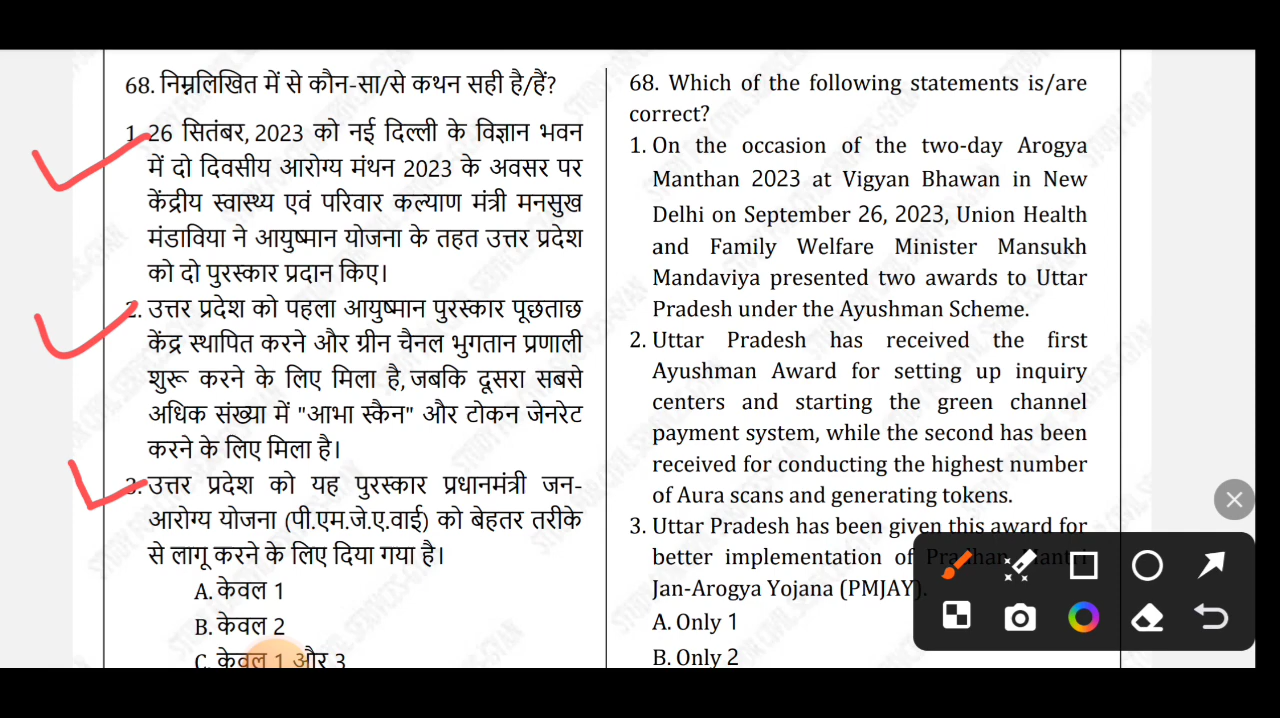 68. निम्नलिखित में से कौन-सा/से कथन सही है/हैं?
1. 26 सितंबर, 2023 को नई दिल्ली के विज्ञान भवन
में दो दिवसीय आरोग्य मंथन 2023 के अवसर पर
केंद्रीय स्वास्थ्य एवं परिवार कल्याण मंत्री मनसुख
मंडाविया ने आयुष्मान योजना के तहत उत्तर प्रदेश
को दो पुरस्कार प्रदान किए।
2. उत्तर प्रदेश को पहला आयुष्मान पुरस्कार पूछताछ
केंद्र स्थापित करने और ग्रीन चैनल भुगतान प्रणाली
शुरू करने के लिए मिला है, जबकि दूसरा सबसे
अधिक संख्या में "आभा स्कैन" और टोकन जेनरेट
करने के लिए मिला है।
3. उत्तर प्रदेश को यह पुरस्कार प्रधानमंत्री जन-
आरोग्य योजना (पी.एम.जे.ए.वाई) को बेहतर तरीके
से लागू करने के लिए दिया गया है।
A. केवल 1
B. केवल 2
C. केवल 1 और 3
68. Which of the following statements is/are
correct?
1. On the occasion of the two-day Arogya
Manthan 2023 at Vigyan Bhawan in New
Delhi on September 26, 2023, Union Health
and Family Welfare Minister Mansukh
Mandaviya presented two awards to Uttar
Pradesh under the Ayushman Scheme.
2. Uttar Pradesh has received the first
Ayushman Award for setting up inquiry
centers and starting the green channel
payment system, while the second has been
received for conducting the highest number
of Aura scans and generating tokens.
3. Uttar Pradesh has been given this award for
better implementation of Pradhan Mantri
Jan-Arogya Yojana (PMJAY).
A. Only 1
B. Only 2